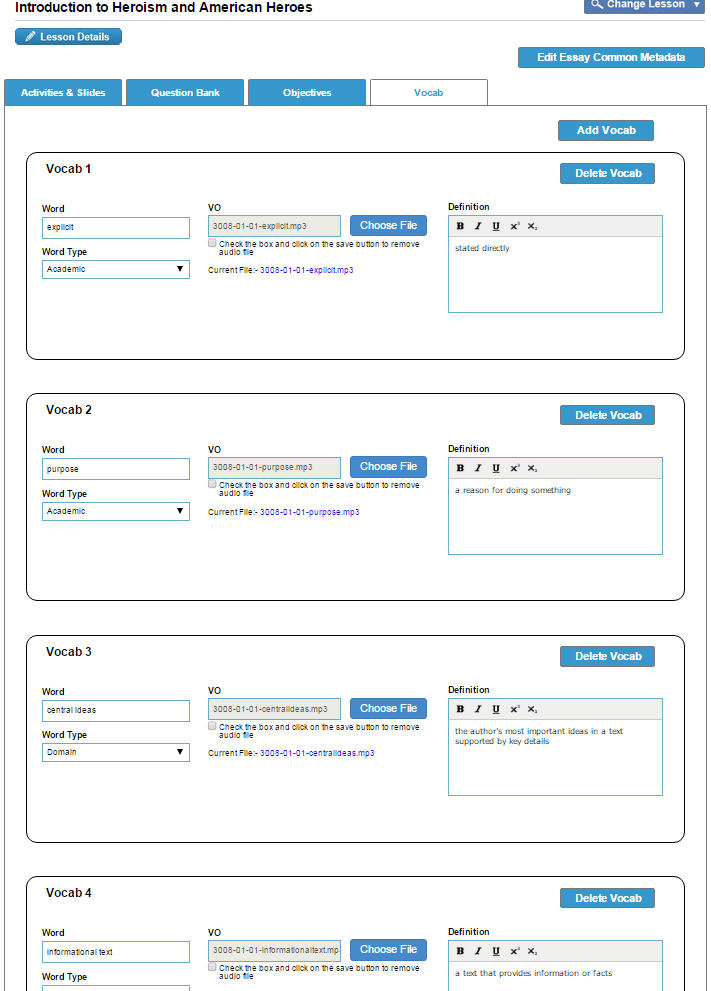 Introduction to Heroism and American Heroes
Change Lesson
Lesson Details
Edit Essay Common Metadata
Activities & Slides
Question Bank
Objectives
Vocab
Add Vocab
Vocab 1
Delete Vocab
Word
VO
Definition
explicit
3008-01-01-explicit.mp3
Choose File
B I U x² X₂
Check the box and click on the save button to remove
audio file
stated directly
Word Type
Academic
Current File:- 3008-01-01-explicit.mp3
Vocab 2
Delete Vocab
Word
VO
Definition
purpose
3008-01-01-purpose.mp3
Choose File
B I U x² X₂
Check the box and click on the save button to remove
audio file
a reason for doing something
Word Type
Academic
Current File:- 3008-01-01-purpose.mp3
Vocab 3
Delete Vocab
Word
VO
Definition
central ideas
3008-01-01-centralideas.mp3
Choose File
B I U x² X₂
Check the box and click on the save button to remove
audio file
the author's most important ideas in a text
supported by key details
Word Type
Domain
Current File:- 3008-01-01-centralideas.mp3
Vocab 4
Delete Vocab
Word
VO
Definition
informational text
3008-01-01-informationaltext.mp
Choose File
B I U x² X₂
Check the box and click on the save button to remove
audio file
a text that provides information or facts
Word Type